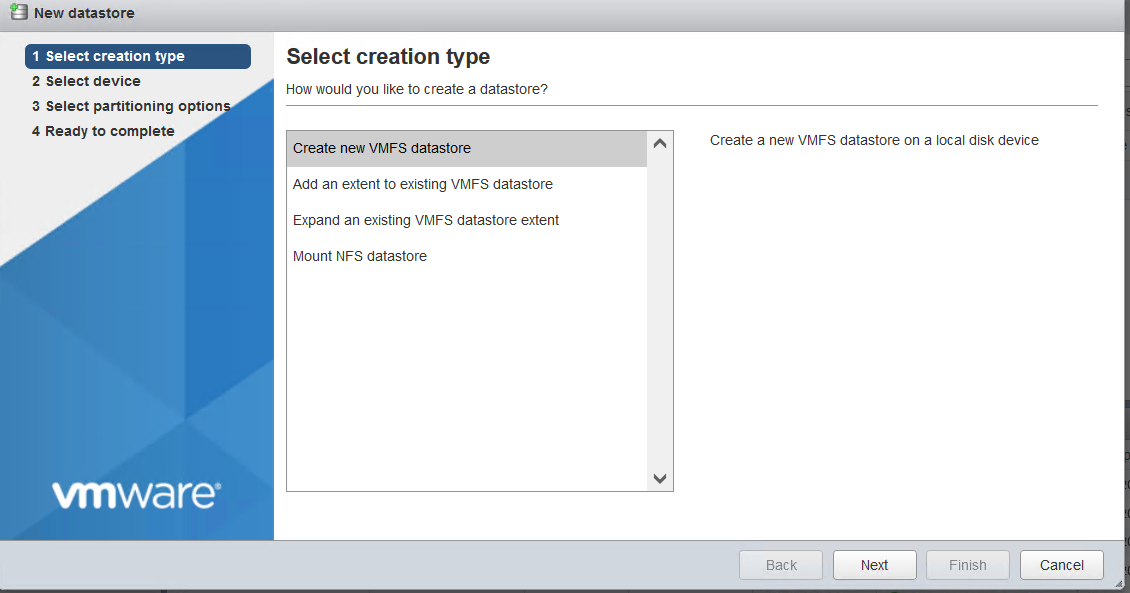 New datastore
1 Select creation type
2 Select device
3 Select partitioning options
4 Ready to complete
vmware®
Select creation type
How would you like to create a datastore?
Create new VMFS datastore
Add an extent to existing VMFS datastore
Expand an existing VMFS datastore extent
Mount NFS datastore
Create a new VMFS datastore on a local disk device
Back
Next
Finish
Cancel